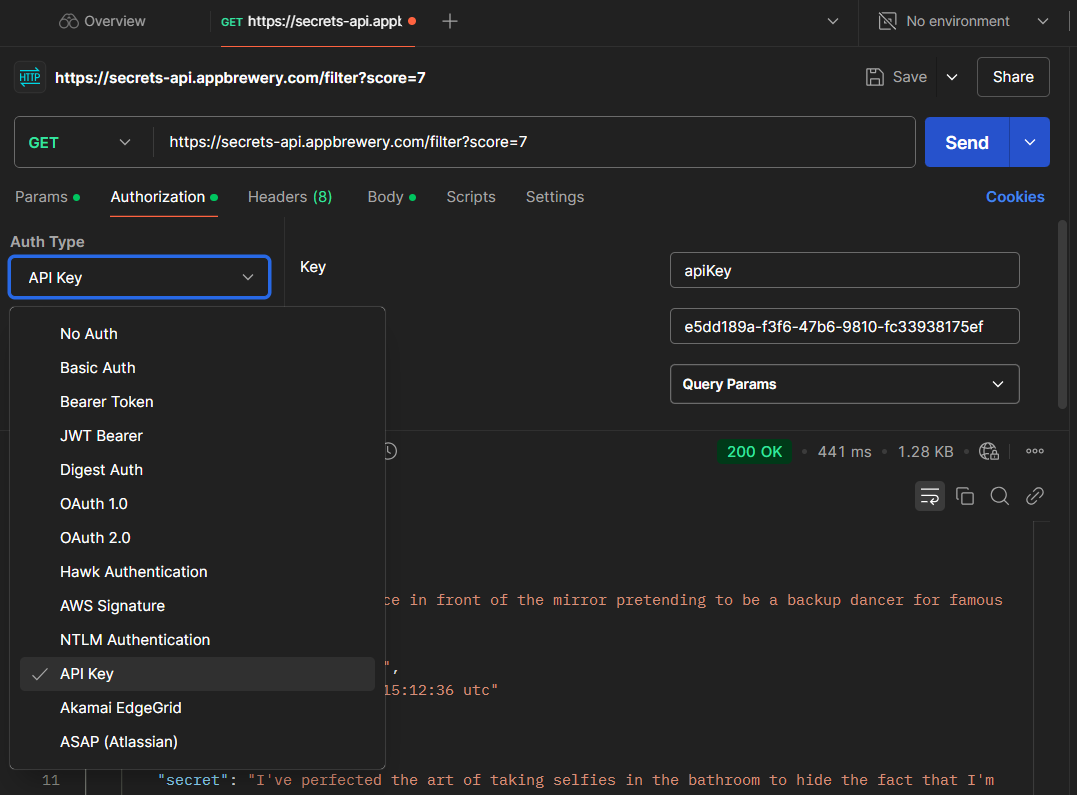 Overview
GET https://secrets-api.appt
No environment
HTTP
https://secrets-api.appbrewery.com/filter?score=7
Save
Share
GET
https://secrets-api.appbrewery.com/filter?score=7
Send
Params
Authorization
Headers (8)
Body
Scripts
Settings
Cookies
Auth Type
API Key
Key
apiKey
e5dd189a-f3f6-47b6-9810-fc33938175ef
Query Params
No Auth
Basic Auth
Bearer Token
JWT Bearer
Digest Auth
OAuth 1.0
OAuth 2.0
Hawk Authentication
AWS Signature
NTLM Authentication
API Key
Akamai EdgeGrid
ASAP (Atlassian)
200 OK
441 ms
1.28 KB
ce in front of the mirror pretending to be a backup dancer for famous
",
15:12:36 utc"
11 "secret": "I've perfected the art of taking selfies in the bathroom to hide the fact that I'm